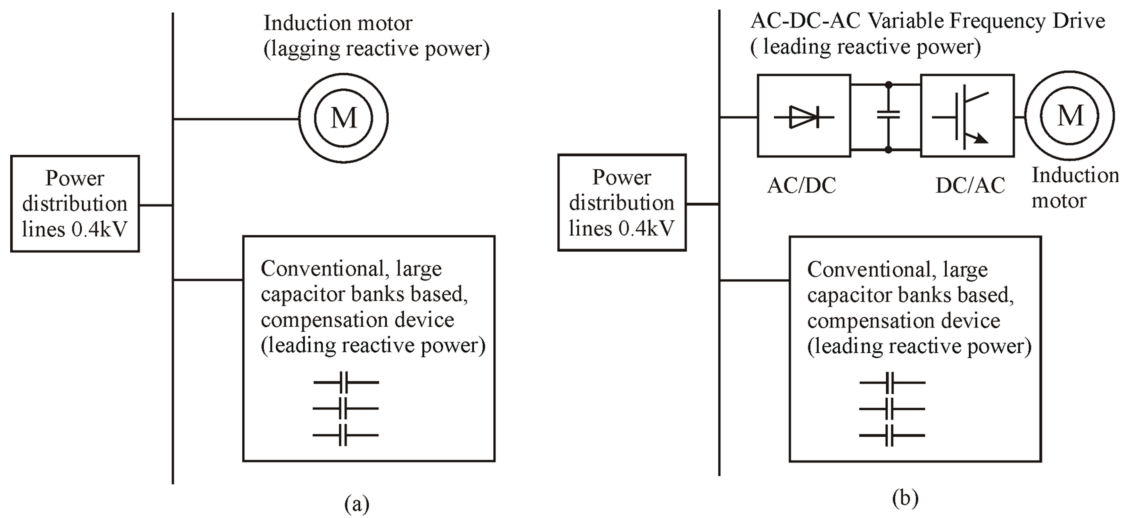 Induction motor
(lagging reactive power)
M
Power
distribution
lines 0.4kV
Conventional, large
capacitor banks based,
compensation device
(leading reactive power)
(a)
AC-DC-AC Variable Frequency Drive
( leading reactive power)
M
AC/DC
DC/AC
Induction
motor
Power
distribution
lines 0.4kV
Conventional, large
capacitor banks based,
compensation device
(leading reactive power)
(b)